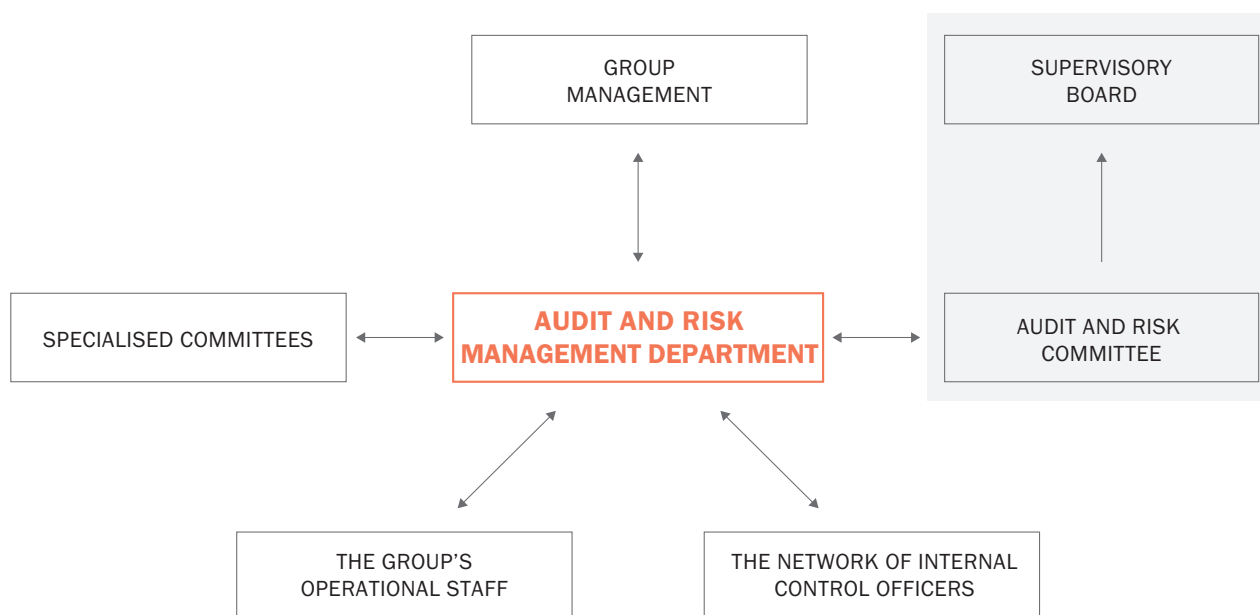 GROUP
MANAGEMENT
SUPERVISORY
BOARD
SPECIALISED COMMITTEES
AUDIT AND RISK
MANAGEMENT DEPARTMENT
AUDIT AND RISK
COMMITTEE
THE GROUP’S
OPERATIONAL STAFF
THE NETWORK OF INTERNAL
CONTROL OFFICERS